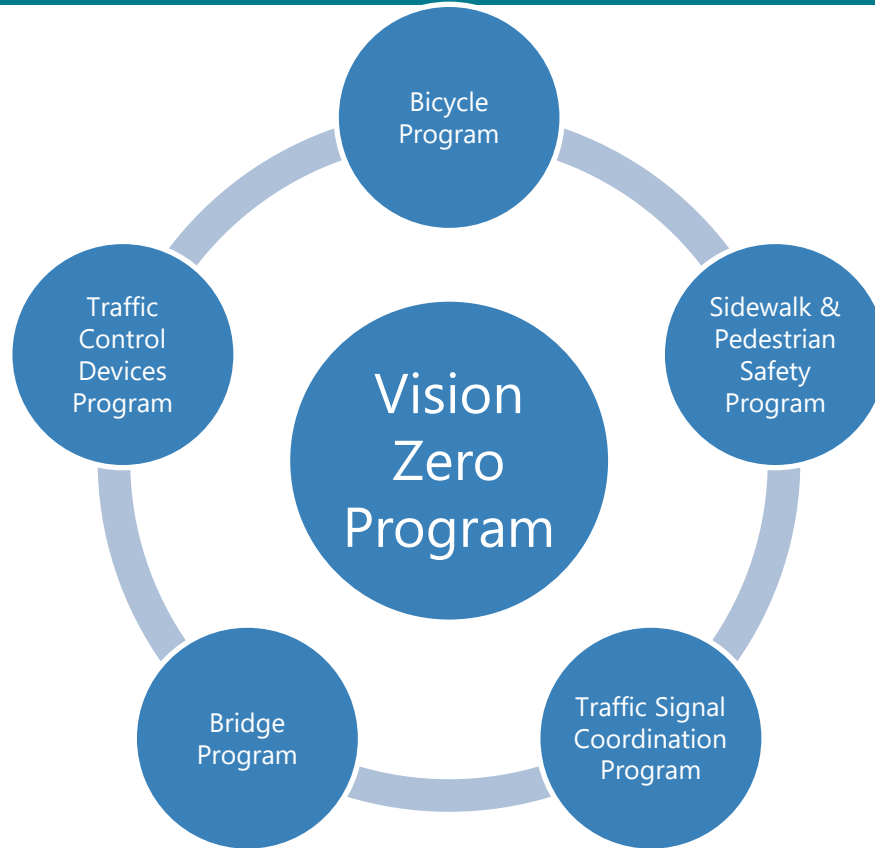 Bicycle
Program
Traffic
Control
Devices
Program
Sidewalk &
Pedestrian
Safety
Program
Vision
Zero
Program
Bridge
Program
Traffic Signal
Coordination
Program